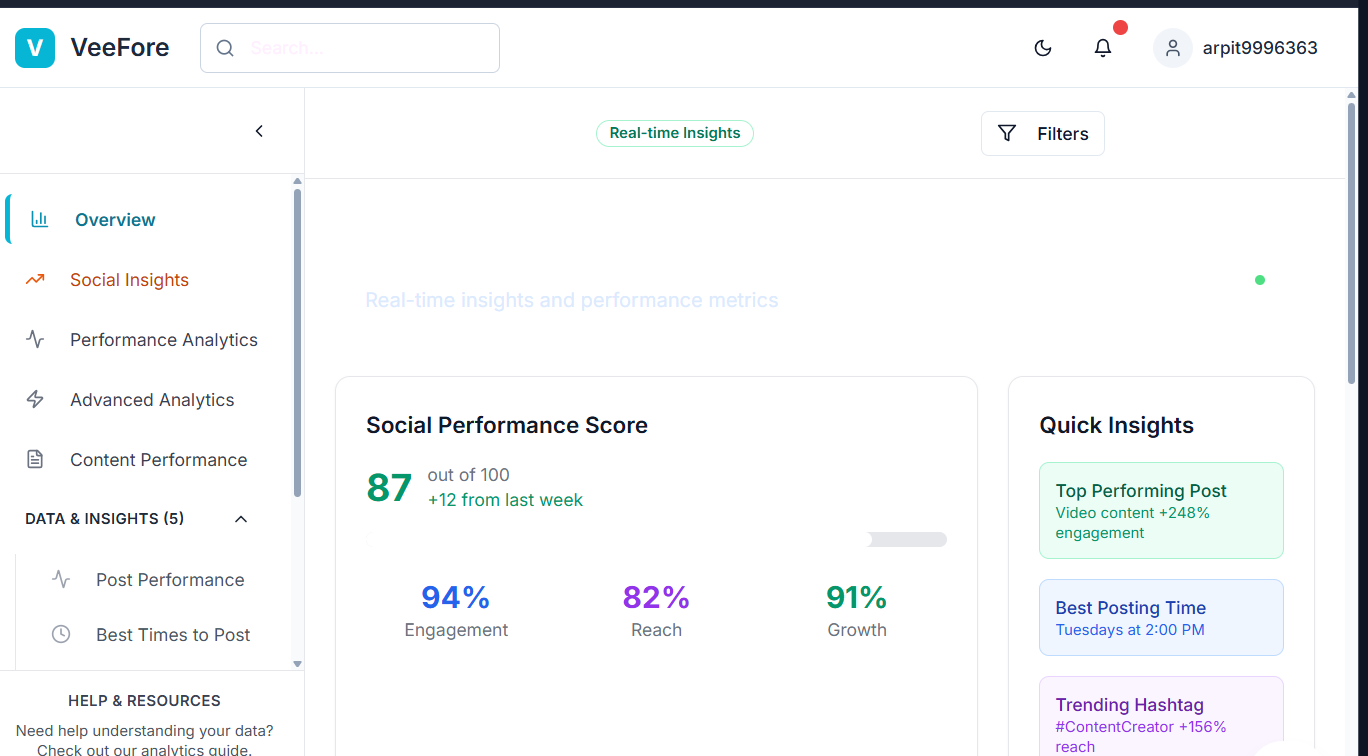 V VeeFore
Search...
arpit9996363
Real-time Insights
Filters
Overview
Social Insights
Performance Analytics
Advanced Analytics
Content Performance
DATA & INSIGHTS (5)
Post Performance
Best Times to Post
HELP & RESOURCES
Need help understanding your data?
Check out our analytics guide.
Real-time insights and performance metrics
Social Performance Score
87
out of 100
+12 from last week
94%
Engagement
82%
Reach
91%
Growth
Quick Insights
Top Performing Post
Video content +248%
engagement
Best Posting Time
Tuesdays at 2:00 PM
Trending Hashtag
#ContentCreator +156%
reach